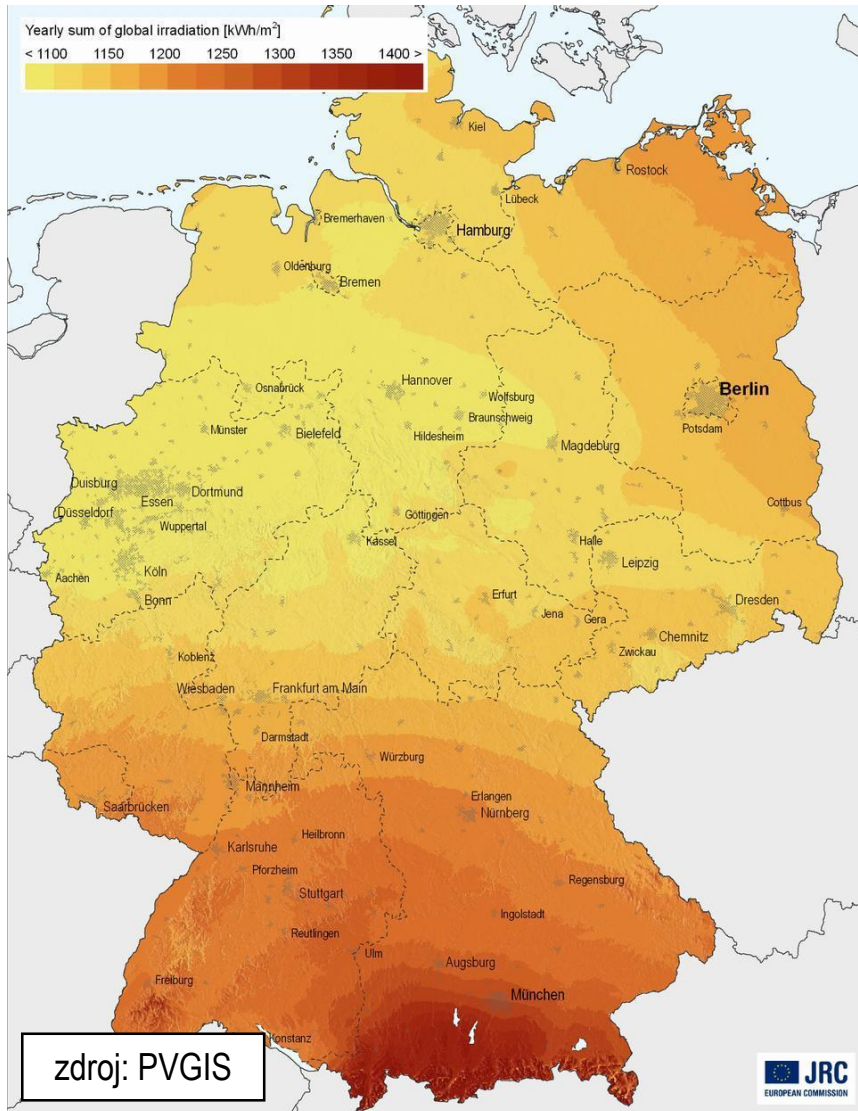 Yearly sum of global irradiation [kWh/m²]
< 1100 1150 1200 1250 1300 1350 1400 >
Kiel
Rostock
Lübeck
Bremerhaven
Hamburg
Oldenburg
Bremen
Osnabrück
Hannover
Wolfsburg
Berlin
Münster
Bielefeld
Braunschweig
Hildesheim
Potsdam
Magdeburg
Duisburg
Dortmund
Essen
Düsseldorf
Wuppertal
Göttingen
Cottbus
Kassel
Halle
Leipzig
Köln
Aachen
Bonn
Erfurt
Jena
Gera
Dresden
Chemnitz
Zwickau
Koblenz
Wiesbaden
Frankfurt am Main
Darmstadt
Würzburg
Mannheim
Erlangen
Saarbrücken
Nürnberg
Heilbronn
Karlsruhe
Pforzheim
Regensburg
Stuttgart
Ingolstadt
Reutlingen
Ulm
Augsburg
Freiburg
München
Konstanz
zdroj: PVGIS
JRC
EUROPEAN COMMISSION